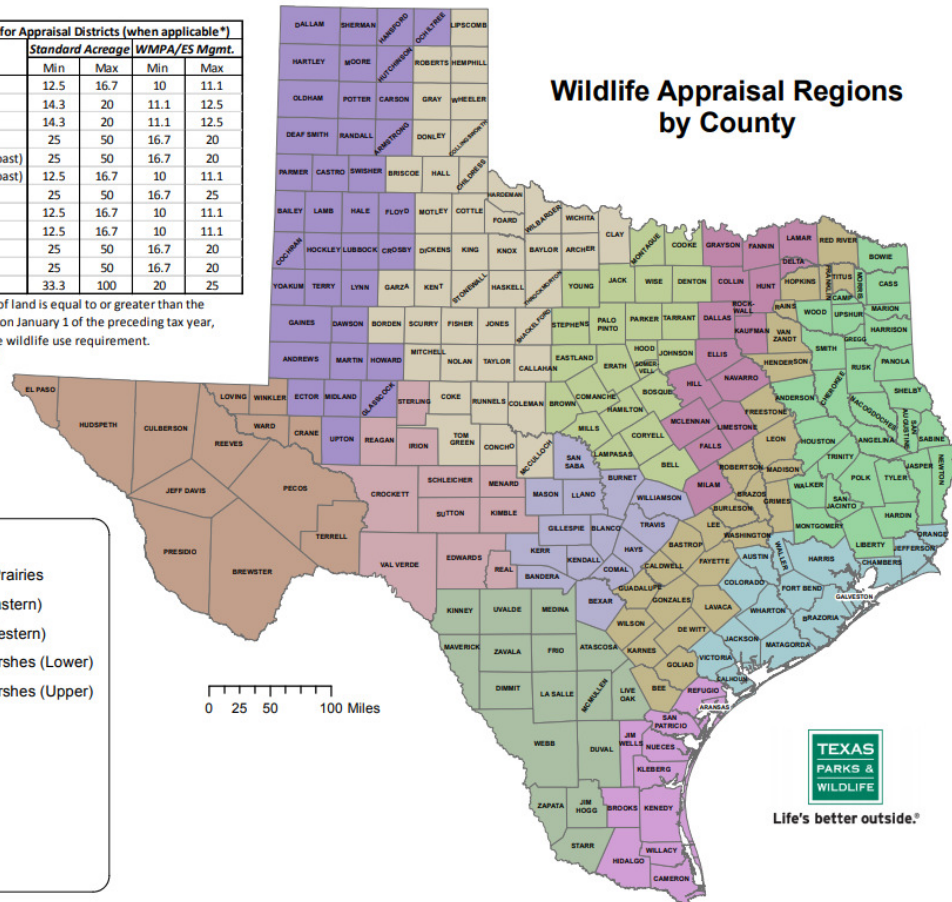 for Appraisal Districts (when applicable*)
Standard Acreage WMPA/ES Mgmt.
Min Max Min Max
12.5 16.7 10 11.1
14.3 20 11.1 12.5
14.3 20 11.1 12.5
25 50 16.7 20
oast) 25 50 16.7 20
oast) 12.5 16.7 10 11.1
25 50 16.7 25
12.5 16.7 10 11.1
12.5 16.7 10 11.1
25 50 16.7 20
25 50 16.7 20
33.3 100 20 25
of land is equal to or greater than the
on January 1 of the preceding tax year,
e wildlife use requirement.
Wildlife Appraisal Regions
by County
DALLAM SHERMAN HANSFORD OCHILTREE LIPSCOMB
HARTLEY MOORE HUTCHINSON ROBERTS HEMPHILL
OLDHAM POTTER CARSON GRAY WHEELER
DEAF SMITH RANDALL ARMSTRONG DONLEY COLLINGSWORTH
PARMER CASTRO SWISHER BRISCOE HALL CHILDRESS
HARDEMAN
BAILEY LAMB HALE FLOYD MOTLEY COTTLE FOARD WILBARGER WICHITA
CLAY MONTAGUE COOKE GRAYSON FANNIN LAMAR RED RIVER BOWIE
COCHRAN HOCKLEY LUBBOCK CROSBY DICKENS KING KNOX BAYLOR ARCHER
DELTA HOPKINS FRANKLIN TITUS MORRIS CASS
YOAKUM TERRY LYNN GARZA KENT STONEWALL HASKELL THROCKMORTON YOUNG JACK WISE DENTON COLLIN HUNT
RAINS WOOD CAMP UPSHUR MARION
GAINES DAWSON BORDEN SCURRY FISHER JONES SHACKELFORD STEPHENS PALO PINTO PARKER TARRANT DALLAS ROCK-WALL KAUFMAN VAN ZANDT SMITH GREGG HARRISON
ANDREWS MARTIN HOWARD MITCHELL NOLAN TAYLOR CALLAHAN EASTLAND ERATH HOOD SOMER-VELL JOHNSON ELLIS HENDERSON RUSK PANOLA
EL PASO HUDSPETH CULBERSON REEVES LOVING WINKLER ECTOR MIDLAND GLASSCOCK STERLING COKE RUNNELS COLEMAN BROWN COMANCHE BOSQUE HILL NAVARRO ANDERSON CHEROKEE SHELBY
WARD CRANE UPTON REAGAN IRION TOM GREEN CONCHO MCCULLOCH MILLS HAMILTON MCLENNAN LIMESTONE FREESTONE NACOGDOCHES SAN AUGUSTINE SABINE
SAN SABA LAMPASAS CORYELL BELL FALLS LEON HOUSTON ANGELINA
JEFF DAVIS PECOS CROCKETT SCHLEICHER MENARD MASON LLANO BURNET WILLIAMSON MILAM ROBERTSON MADISON TRINITY POLK TYLER JASPER NEWTON
SUTTON KIMBLE GILLESPIE BLANCO TRAVIS BURLESON BRAZOS GRIMES WALKER SAN JACINTO HARDIN
PRESIDIO BREWSTER TERRELL VAL VERDE EDWARDS REAL KERR KENDALL HAYS COMAL BANDERA LEE BASTROP WASHINGTON MONTGOMERY LIBERTY ORANGE JEFFERSON
CALDWELL FAYETTE AUSTIN WALLER HARRIS CHAMBERS
KINNEY UVALDE MEDINA BEXAR GUADALUPE GONZALES LAVACA COLORADO FORT BEND GALVESTON
MAVERICK ZAVALA FRIO ATASCOSA WILSON KARNES DE WITT WHARTON BRAZORIA
JACKSON MATAGORDA
DIMMIT LA SALLE MCMULLEN LIVE OAK BEE GOLIAD VICTORIA CALHOUN
REFUGIO ARANSAS
WEBB DUVAL JIM WELLS SAN PATRICIO NUECES KLEBERG
ZAPATA JIM HOGG BROOKS KENEDY
STARR HIDALGO WILLACY CAMERON
0 25 50 100 Miles
Prairies
astern)
estern)
rshes (Lower)
rshes (Upper)
TEXAS
PARKS &
WILDLIFE
Life's better outside.®